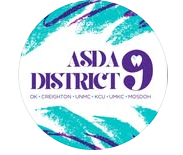 ASDA
DISTRICT 9
OK • CREIGHTON • UNMC • KCU • UMKC • MOSDOH